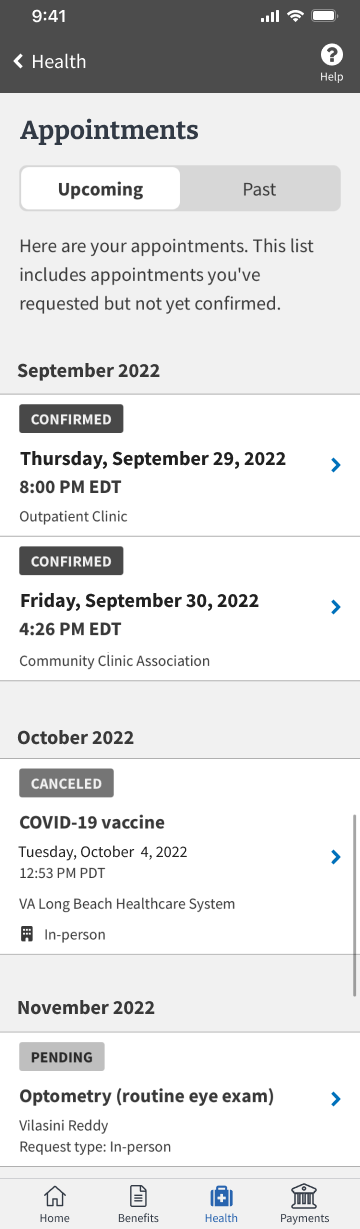 9:41
Health
Help
Appointments
Upcoming
Past
Here are your appointments. This list
includes appointments you've
requested but not yet confirmed.
September 2022
CONFIRMED
Thursday, September 29, 2022
8:00 PM EDT
Outpatient Clinic
CONFIRMED
Friday, September 30, 2022
4:26 PM EDT
Community Clinic Association
October 2022
CANCELED
COVID-19 vaccine
Tuesday, October 4, 2022
12:53 PM PDT
VA Long Beach Healthcare System
In-person
November 2022
PENDING
Optometry (routine eye exam)
Vilasini Reddy
Request type: In-person
Home
Benefits
Health
Payments